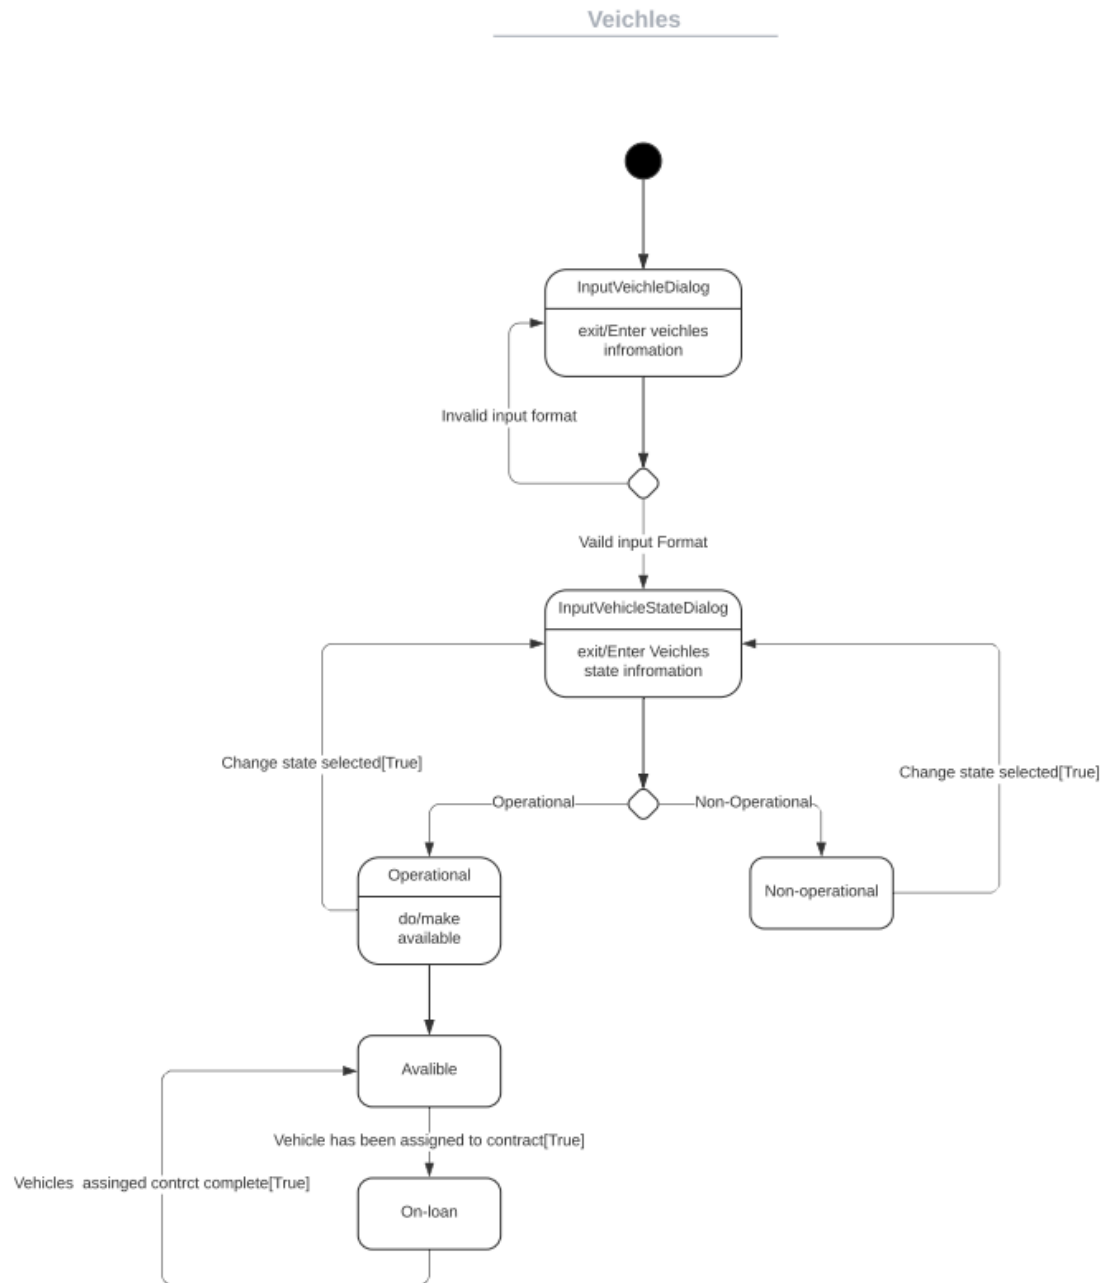 Veichles
InputVeichleDialog
exit/Enter veichles
infromation
Invalid input format
Vaild input Format
InputVehicleStateDialog
exit/Enter Veichles
state infromation
Change state selected[True]
Change state selected[True]
Operational
Non-Operational
Operational
do/make
available
Non-operational
Avalible
Vehicle has been assigned to contract[True]
Vehicles assinged contrct complete[True]
On-loan